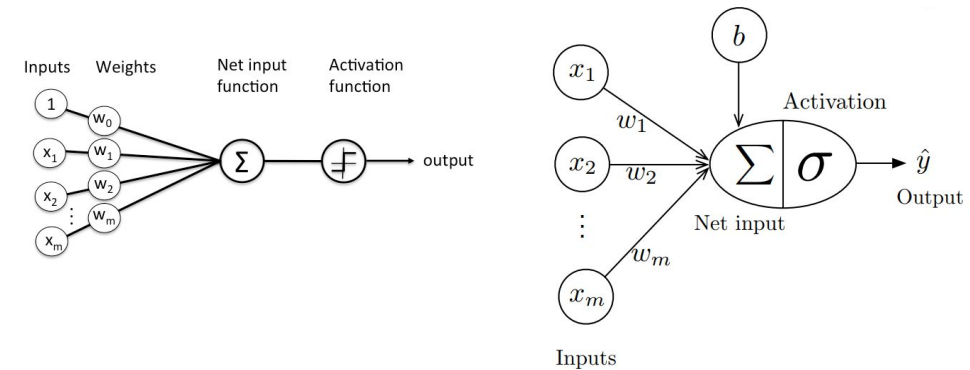 Inputs Weights Net input function Activation function
1
w₀
x₁
w₁
x₂
w₂
⋮
wₘ
xₘ
Σ
output
b
x₁
w₁
x₂
w₂
⋮
wₘ
xₘ
Inputs
Activation
∑ σ
Net input
ŷ
Output